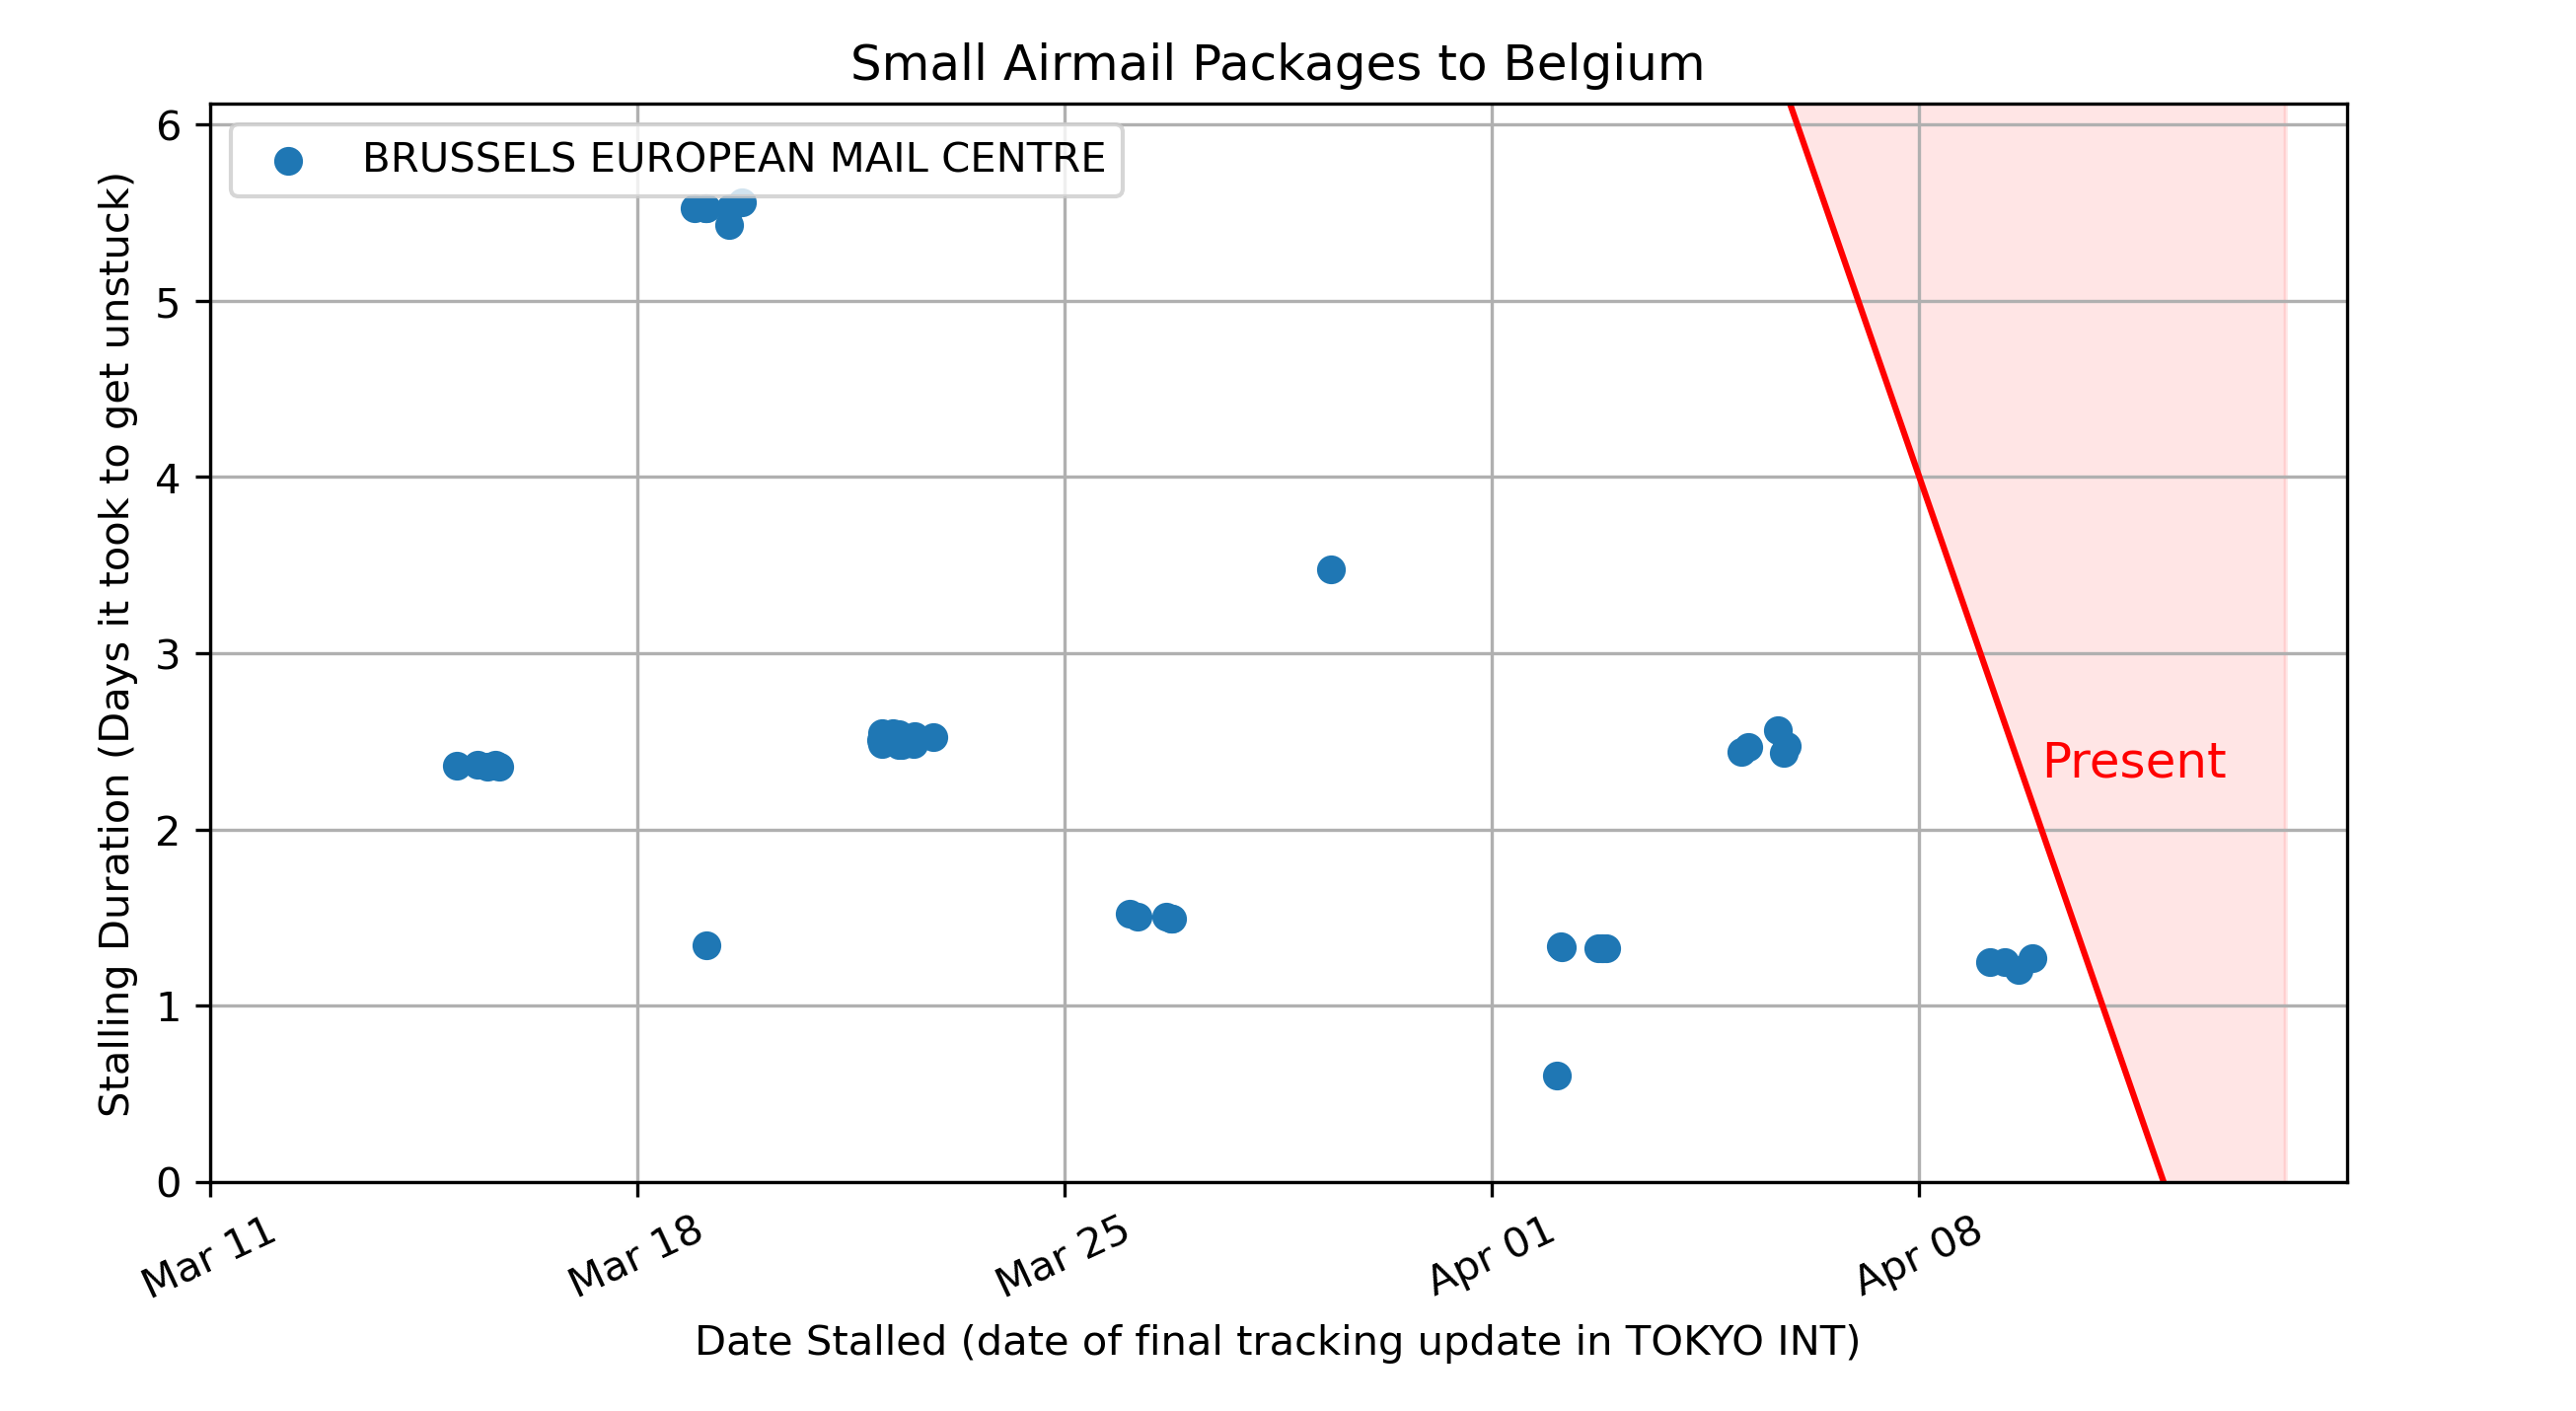 Small Airmail Packages to Belgium
BRUSSELS EUROPEAN MAIL CENTRE
Stalling Duration (Days it took to get unstuck)
6
5
4
3
2
1
0
Present
Mar 11
Mar 18
Mar 25
Apr 01
Apr 08
Date Stalled (date of final tracking update in TOKYO INT)